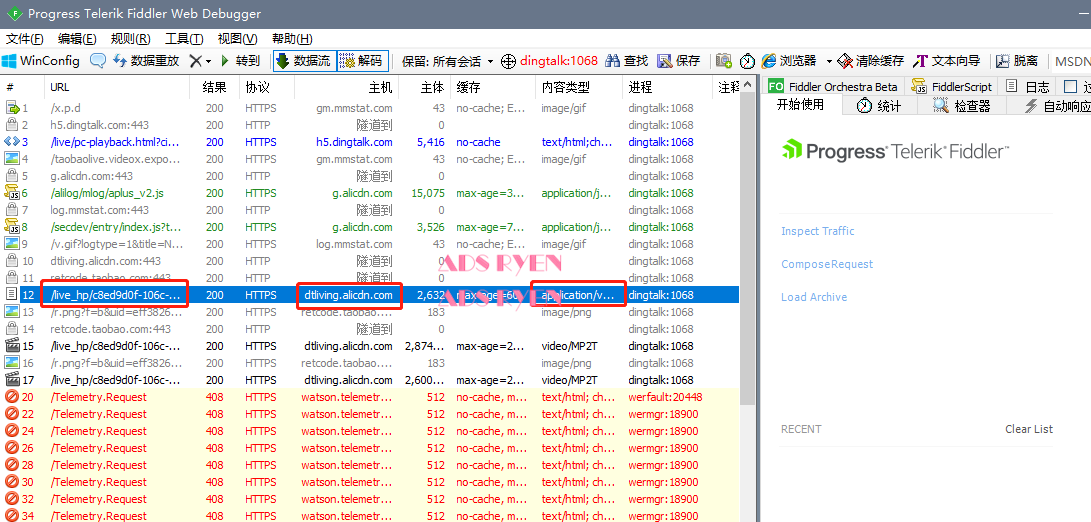 Progress Telerik Fiddler Web Debugger
文件(F) 编辑(E) 规则(R) 工具(T) 视图(V) 帮助(H)
WinConfig 数据重放 转到 数据流 解码 保留: 所有会话 dingtalk:1068 查找 保存 浏览器 清除缓存 文本向导 脱离 MSDN
# URL 结果 协议 主机 主体 缓存 内容类型 进程 注释
1 /x.p.d 200 HTTPS gm.mmstat.com 43 no-cache; E... image/gif dingtalk:1068
2 h5.dingtalk.com:443 200 HTTP 隧道到 0 dingtalk:1068
3 /live/pc-playback.html?ci... 200 HTTPS h5.dingtalk.com 5,416 no-cache text/html;ch... dingtalk:1068
4 /taobaolive.videox.expo... 200 HTTPS gm.mmstat.com 43 no-cache; E... image/gif dingtalk:1068
5 g.alicdn.com:443 200 HTTP 隧道到 0 dingtalk:1068
6 /alilog/mlog/aplus_v2.js 200 HTTPS g.alicdn.com 15,075 max-age=3... application/j... dingtalk:1068
7 log.mmstat.com:443 200 HTTP 隧道到 0 dingtalk:1068
8 /secdev/entry/index.js?t... 200 HTTPS g.alicdn.com 3,526 max-age=7... application/j... dingtalk:1068
9 /v.gif?logtype=1&title=N... 200 HTTPS log.mmstat.com 43 no-cache; E... image/gif dingtalk:1068
10 dtliving.alicdn.com:443 200 HTTP 隧道到 0 dingtalk:1068
11 retcode.taobao.com:443 200 HTTP 隧道到 0 dingtalk:1068
12 /live_hp/c8ed9d0f-106c-... 200 HTTPS dtliving.alicdn.com 2,632 max-age=60... application/v... dingtalk:1068
13 /r.png?f=b&uid=eff3826... 200 HTTPS retcode.taobao.... 183 image/png dingtalk:1068
14 retcode.taobao.com:443 200 HTTP 隧道到 0 dingtalk:1068
15 /live_hp/c8ed9d0f-106c-... 200 HTTPS dtliving.alicdn.com 2,874... max-age=2... video/MP2T dingtalk:1068
16 /r.png?f=b&uid=eff3826... 200 HTTPS retcode.taobao.... 183 image/png dingtalk:1068
17 /live_hp/c8ed9d0f-106c-... 200 HTTPS dtliving.alicdn.com 2,600... max-age=2... video/MP2T dingtalk:1068
20 /Telemetry.Request 408 HTTPS watson.telemetr... 512 no-cache, m... text/html; ch... werfault:20448
22 /Telemetry.Request 408 HTTPS watson.telemetr... 512 no-cache, m... text/html; ch... wermgr:18900
24 /Telemetry.Request 408 HTTPS watson.telemetr... 512 no-cache, m... text/html; ch... wermgr:18900
26 /Telemetry.Request 408 HTTPS watson.telemetr... 512 no-cache, m... text/html; ch... wermgr:18900
28 /Telemetry.Request 408 HTTPS watson.telemetr... 512 no-cache, m... text/html; ch... wermgr:18900
30 /Telemetry.Request 408 HTTPS watson.telemetr... 512 no-cache, m... text/html; ch... wermgr:18900
32 /Telemetry.Request 408 HTTPS watson.telemetr... 512 no-cache, m... text/html; ch... wermgr:18900
34 /Telemetry.Request 408 HTTPS watson.telemetr... 512 no-cache, m... text/html; ch... wermgr:18900
ADS RYEN
ADS RYEN
FO Fiddler Orchestra Beta FiddlerScript 日志
开始使用 统计 检查器 自动响应
Progress Telerik Fiddler
Inspect Traffic
ComposeRequest
Load Archive
RECENT Clear List